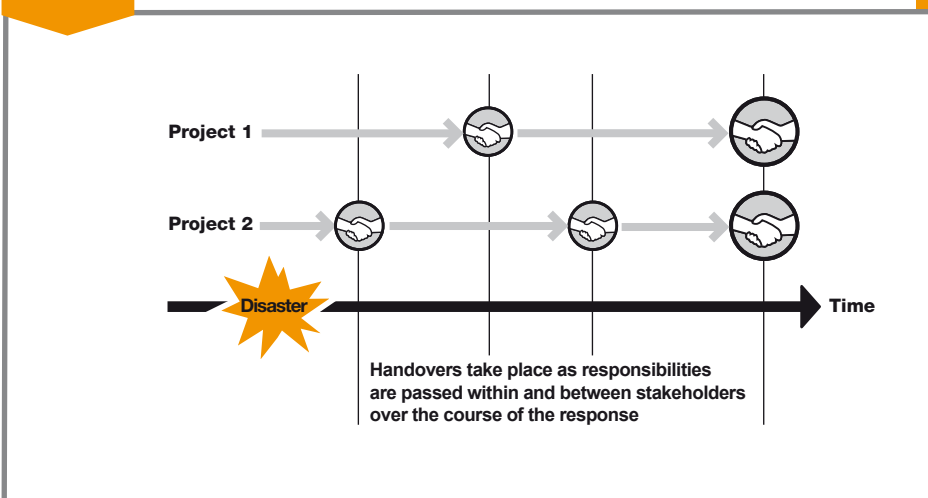 Project 1
Project 2
Disaster
Time
Handovers take place as responsibilities
are passed within and between stakeholders
over the course of the response